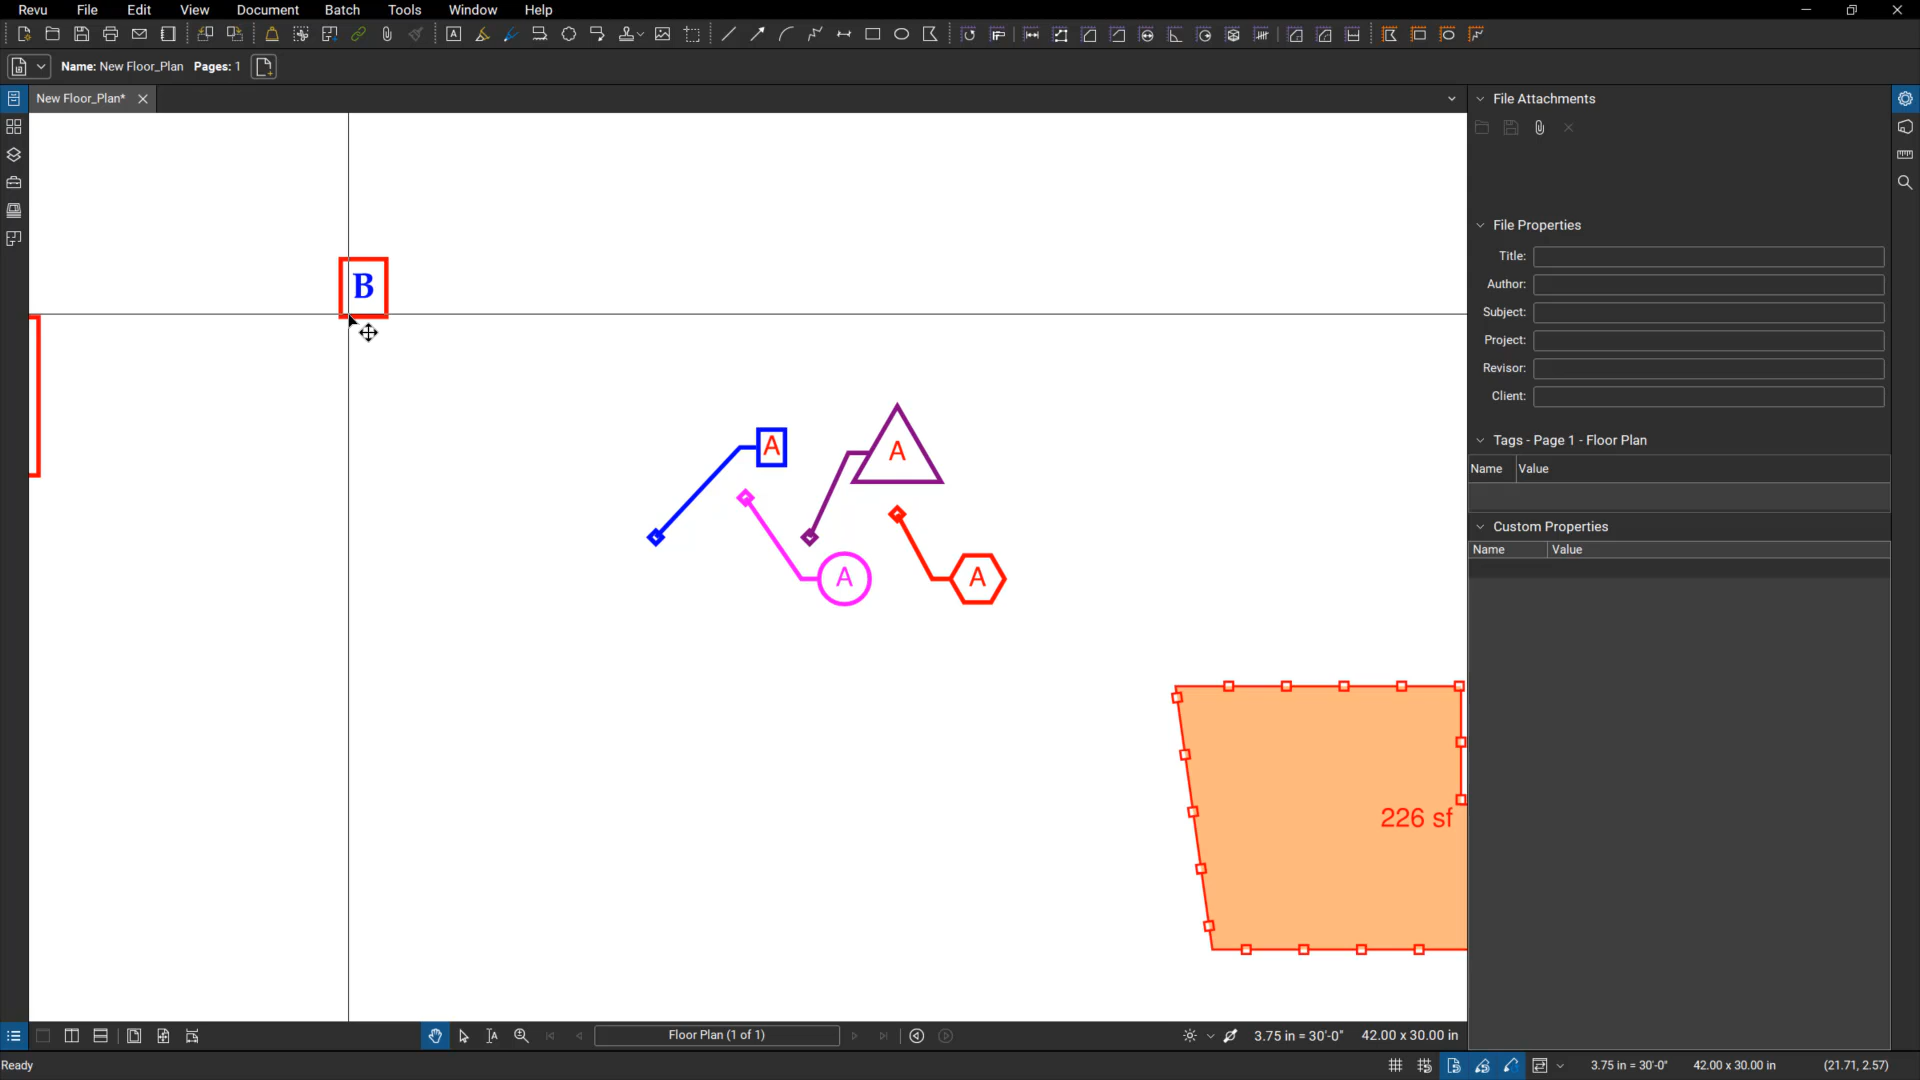 Revu File Edit View Document Batch Tools Window Help
Name: New Floor_Plan Pages: 1
New Floor_Plan*
File Attachments
File Properties
Title:
Author:
Subject:
Project:
Revisor:
Client:
Tags - Page 1 - Floor Plan
Name Value
Custom Properties
Name Value
B
A
A
A
A
226 sf
Floor Plan (1 of 1)
3.75 in = 30'-0" 42.00 x 30.00 in
Ready
3.75 in = 30'-0" 42.00 x 30.00 in (21.71, 2.57)